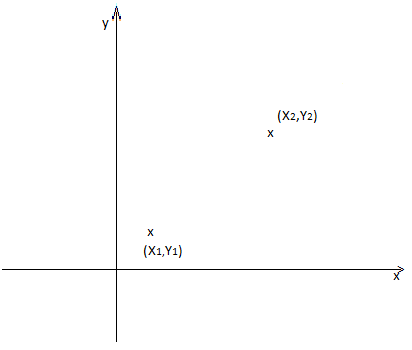 y
(X2,Y2)
x
x
(X1,Y1)
x